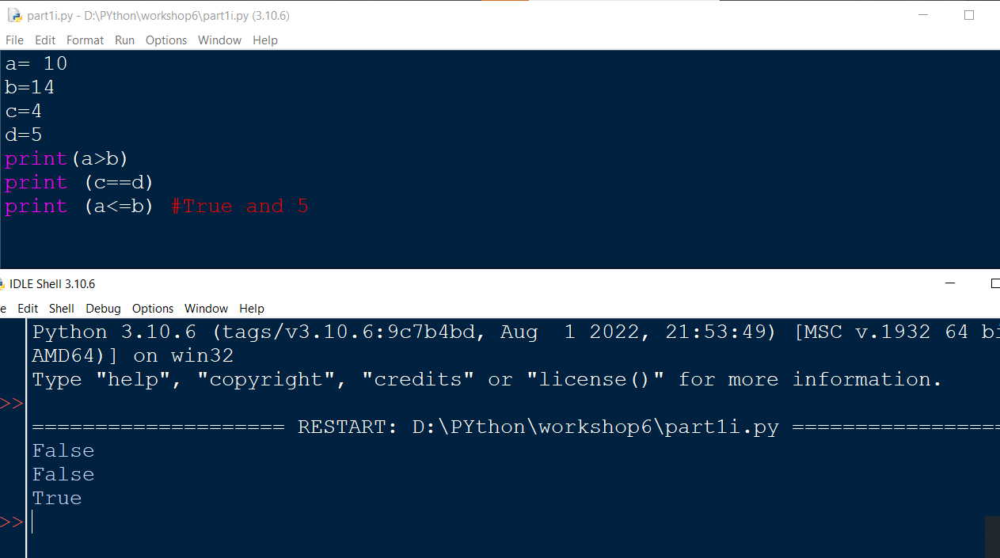 part1i.py - D:\PYthon\workshop6\part1i.py (3.10.6)
File Edit Format Run Options Window Help
a= 10
b=14
c=4
d=5
print(a>b)
print (c==d)
print (a<=b) #True and 5
IDLE Shell 3.10.6
e Edit Shell Debug Options Window Help
Python 3.10.6 (tags/v3.10.6:9c7b4bd, Aug  1 2022, 21:53:49) [MSC v.1932 64 bi
AMD64)] on win32
Type "help", "copyright", "credits" or "license()" for more information.
>>
==================== RESTART: D:\PYthon\workshop6\part1i.py =================
False
False
True
>>